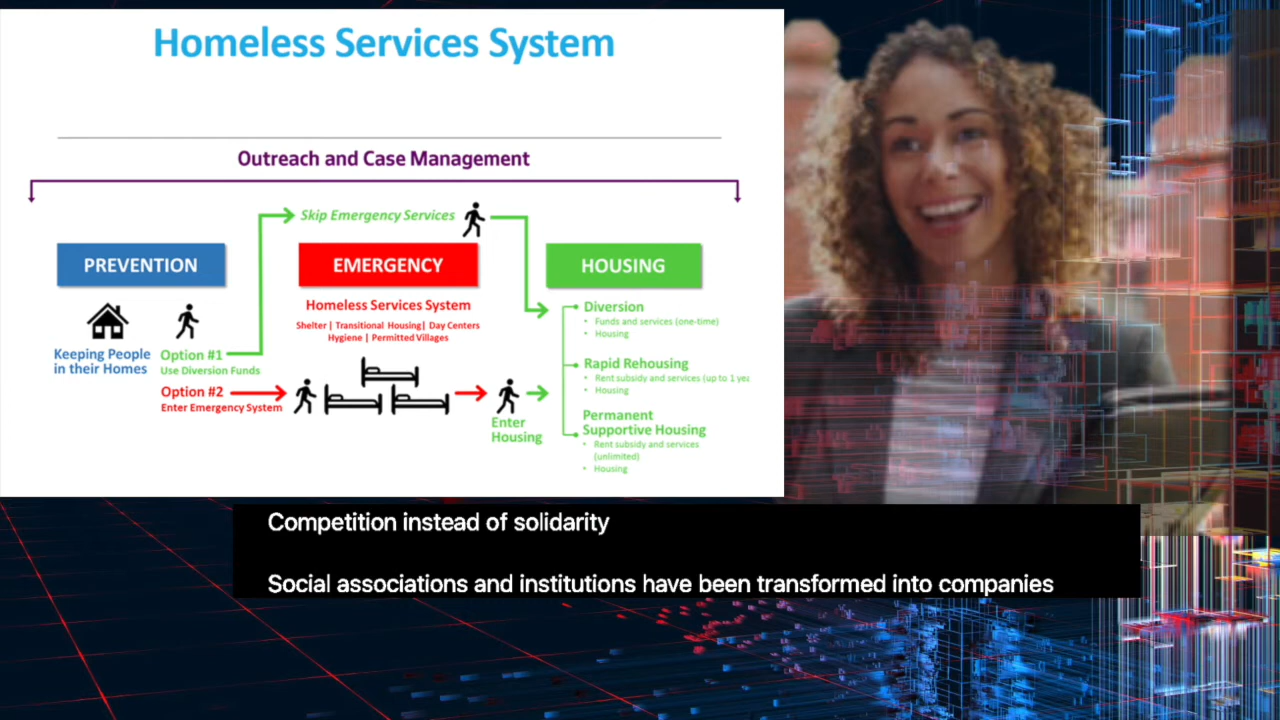 Homeless Services System
Outreach and Case Management
Skip Emergency Services
PREVENTION
EMERGENCY
HOUSING
Keeping People
in their Homes
Option #1
Use Diversion Funds
Option #2
Enter Emergency System
Homeless Services System
Shelter | Transitional Housing| Day Centers
Hygiene | Permitted Villages
Enter
Housing
Diversion
• Funds and services (one-time)
• Housing
Rapid Rehousing
• Rent subsidy and services (up to 1 yea
• Housing
Permanent
Supportive Housing
• Rent subsidy and services
(unlimited)
• Housing
Competition instead of solidarity
Social associations and institutions have been transformed into companies